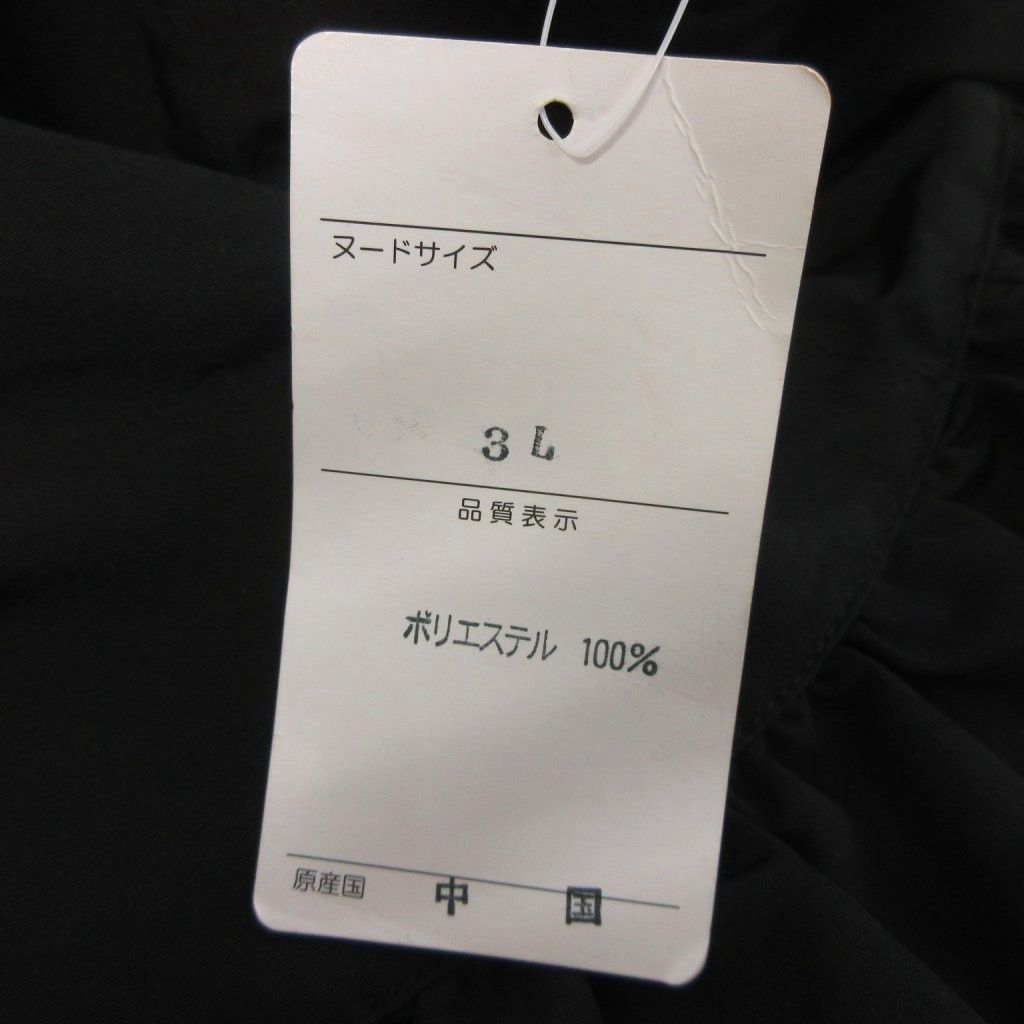 ヌードサイズ
3L
品質表示
ポリエステル 100%
原産国 中国